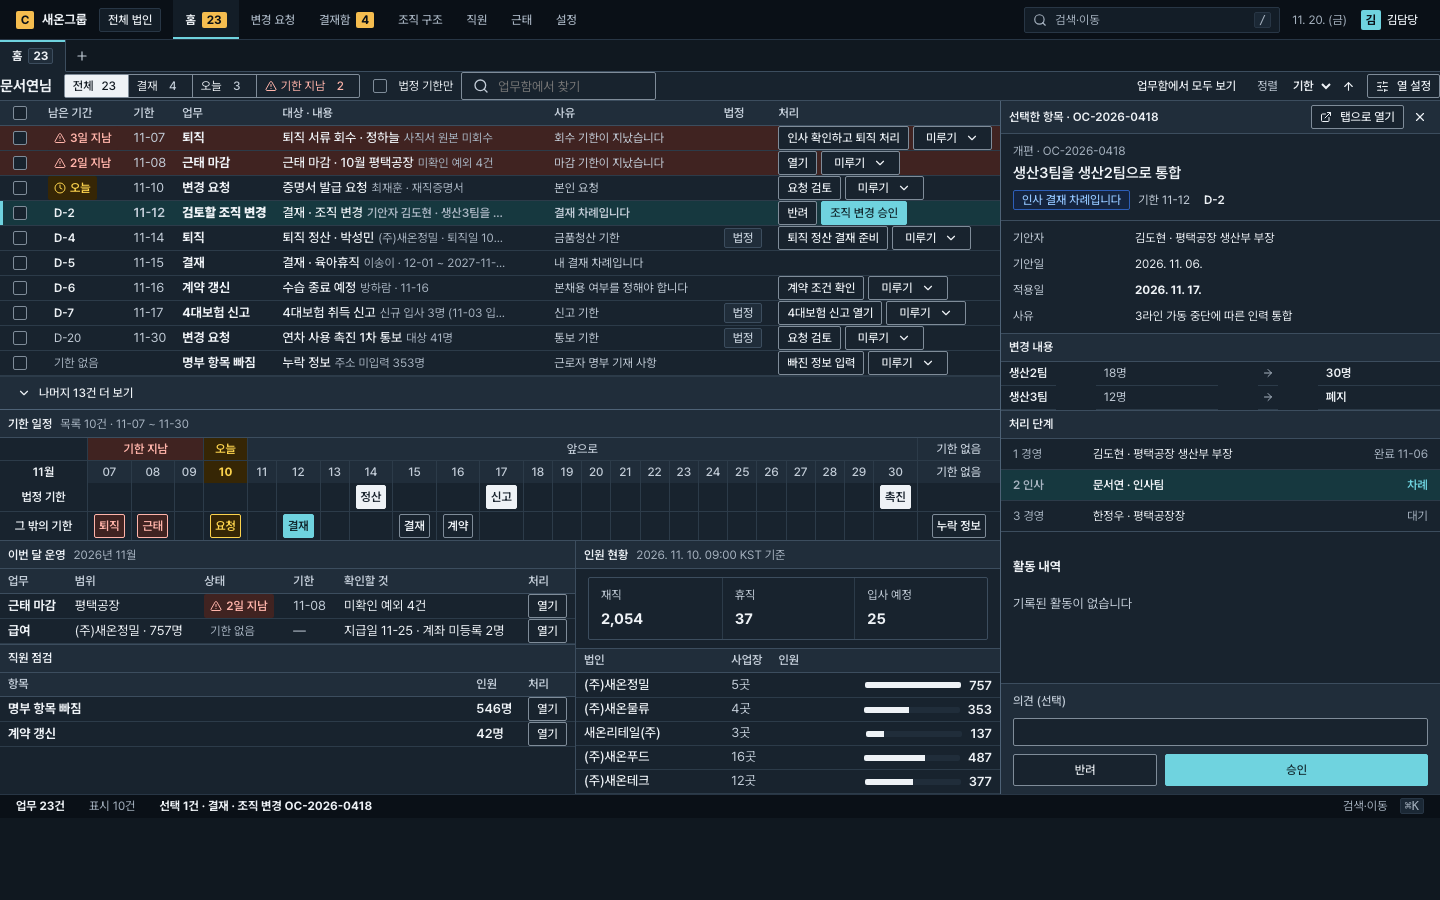 C 새온그룹 전체 법인 홈 23 변경 요청 결재함 4 조직 구조 직원 근태 설정 검색·이동 / 11. 20. (금) 김 김담당
홈 23 +
문서연님 전체 23 결재 4 오늘 3 기한 지남 2 법정 기한만 업무함에서 찾기 업무함에서 모두 보기 정렬 기한 열 설정
남은 기간 기한 업무 대상 · 내용 사유 법정 처리
3일 지남 11-07 퇴직 퇴직 서류 회수 · 정하늘 사직서 원본 미회수 회수 기한이 지났습니다 인사 확인하고 퇴직 처리 미루기
2일 지남 11-08 근태 마감 근태 마감 · 10월 평택공장 미확인 예외 4건 마감 기한이 지났습니다 열기 미루기
오늘 11-10 변경 요청 증명서 발급 요청 최재훈 · 재직증명서 본인 요청 요청 검토 미루기
D-2 11-12 검토할 조직 변경 결재 · 조직 변경 기안자 김도현 · 생산3팀을 ... 결재 차례입니다 반려 조직 변경 승인
D-4 11-14 퇴직 퇴직 정산 · 박성민 (주)새온정밀 · 퇴직일 10... 금품청산 기한 법정 퇴직 정산 결재 준비 미루기
D-5 11-15 결재 결재 · 육아휴직 이송이 · 12-01 ~ 2027-11-... 내 결재 차례입니다
D-6 11-16 계약 갱신 수습 종료 예정 방하람 · 11-16 본채용 여부를 정해야 합니다 계약 조건 확인 미루기
D-7 11-17 4대보험 신고 4대보험 취득 신고 신규 입사 3명 (11-03 입... 신고 기한 법정 4대보험 신고 열기 미루기
D-20 11-30 변경 요청 연차 사용 촉진 1차 통보 대상 41명 통보 기한 법정 요청 검토 미루기
기한 없음 명부 항목 빠짐 누락 정보 주소 미입력 353명 근로자 명부 기재 사항 빠진 정보 입력 미루기
나머지 13건 더 보기
기한 일정 목록 10건 · 11-07 ~ 11-30
기한 지남 오늘 앞으로 기한 없음
11월 07 08 09 10 11 12 13 14 15 16 17 18 19 20 21 22 23 24 25 26 27 28 29 30 기한 없음
법정 기한 정산 신고 촉진
그 밖의 기한 퇴직 근태 요청 결재 결재 계약 누락 정보
이번 달 운영 2026년 11월
업무 범위 상태 기한 확인할 것 처리
근태 마감 평택공장 2일 지남 11-08 미확인 예외 4건 열기
급여 (주)새온정밀 · 757명 기한 없음 — 지급일 11-25 · 계좌 미등록 2명 열기
직원 점검
항목 인원 처리
명부 항목 빠짐 546명 열기
계약 갱신 42명 열기
인원 현황 2026. 11. 10. 09:00 KST 기준
재직 휴직 입사 예정
2,054 37 25
법인 사업장 인원
(주)새온정밀 5곳 757
(주)새온물류 4곳 353
새온리테일(주) 3곳 137
(주)새온푸드 16곳 487
(주)새온테크 12곳 377
선택한 항목 · OC-2026-0418 탭으로 열기
개편 · OC-2026-0418
생산3팀을 생산2팀으로 통합
인사 결재 차례입니다 기한 11-12 D-2
기안자 김도현 · 평택공장 생산부 부장
기안일 2026. 11. 06.
적용일 2026. 11. 17.
사유 3라인 가동 중단에 따른 인력 통합
변경 내용
생산2팀 18명 → 30명
생산3팀 12명 → 폐지
처리 단계
1 경영 김도현 · 평택공장 생산부 부장 완료 11-06
2 인사 문서연 · 인사팀 차례
3 경영 한정우 · 평택공장장 대기
활동 내역
기록된 활동이 없습니다
의견 (선택)
반려 승인
업무 23건 표시 10건 선택 1건 · 결재 · 조직 변경 OC-2026-0418 검색·이동 ⌘K